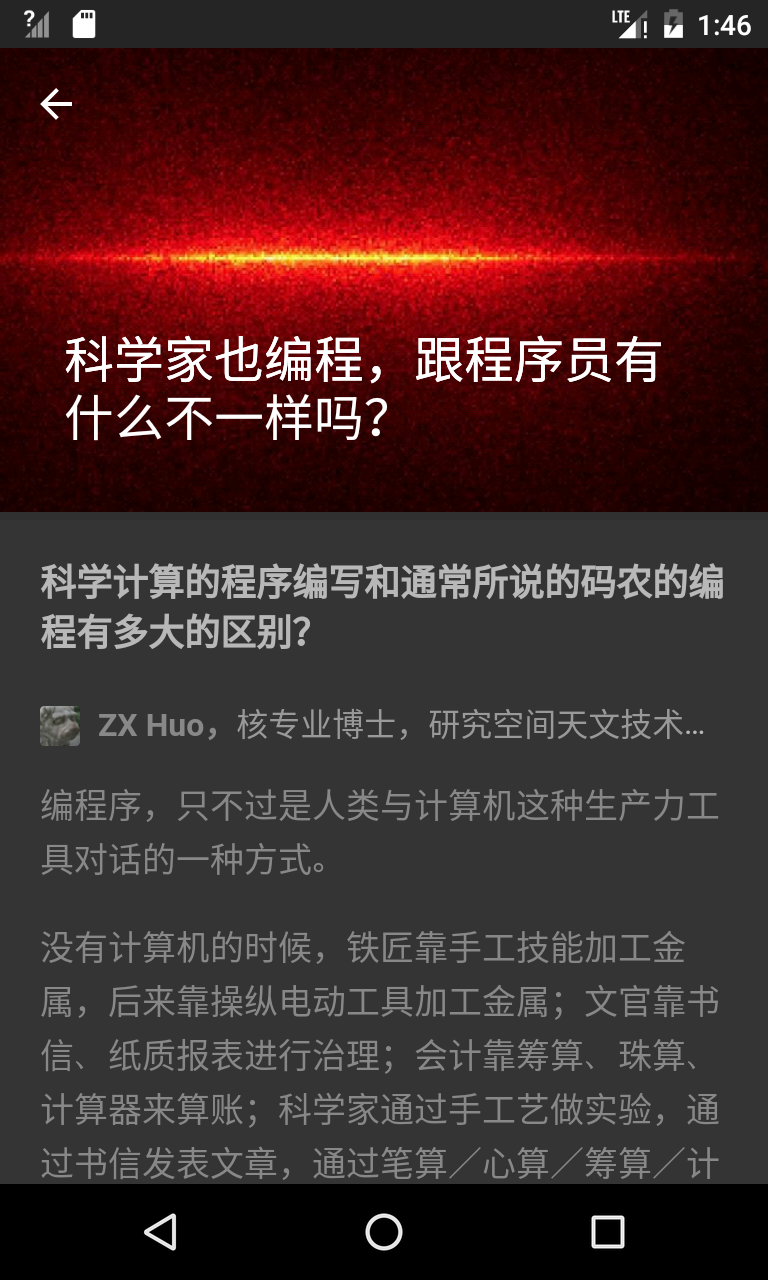 LTE
1:46
科学家也编程，跟程序员有
什么不一样吗？
科学计算的程序编写和通常所说的码农的编
程有多大的区别？
ZX Huo，核专业博士，研究空间天文技术…
编程序，只不过是人类与计算机这种生产力工
具对话的一种方式。
没有计算机的时候，铁匠靠手工技能加工金
属，后来靠操纵电动工具加工金属；文官靠书
信、纸质报表进行治理；会计靠筹算、珠算、
计算器来算账；科学家通过手工艺做实验，通
过书信发表文章，通过笔算／心算／筹算／计